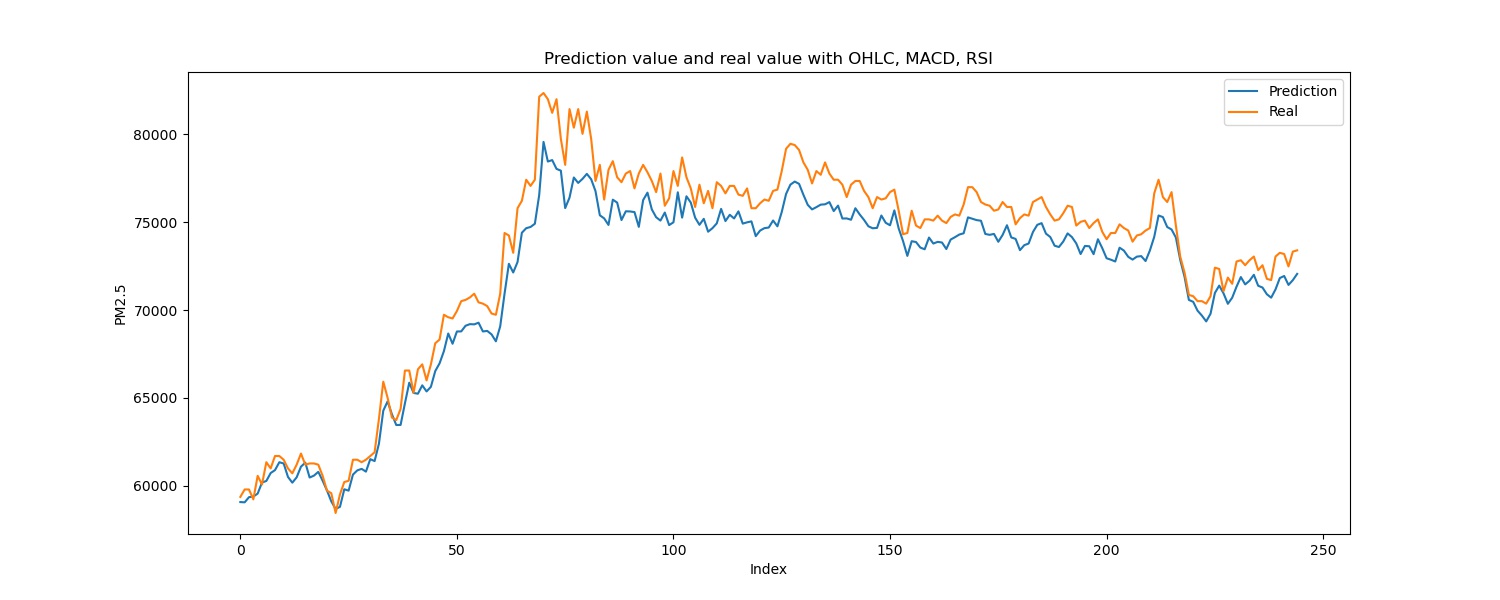 Prediction value and real value with OHLC, MACD, RSI
Prediction
Real
80000
75000
70000
65000
60000
PM2.5
0 50 100 150 200 250
Index